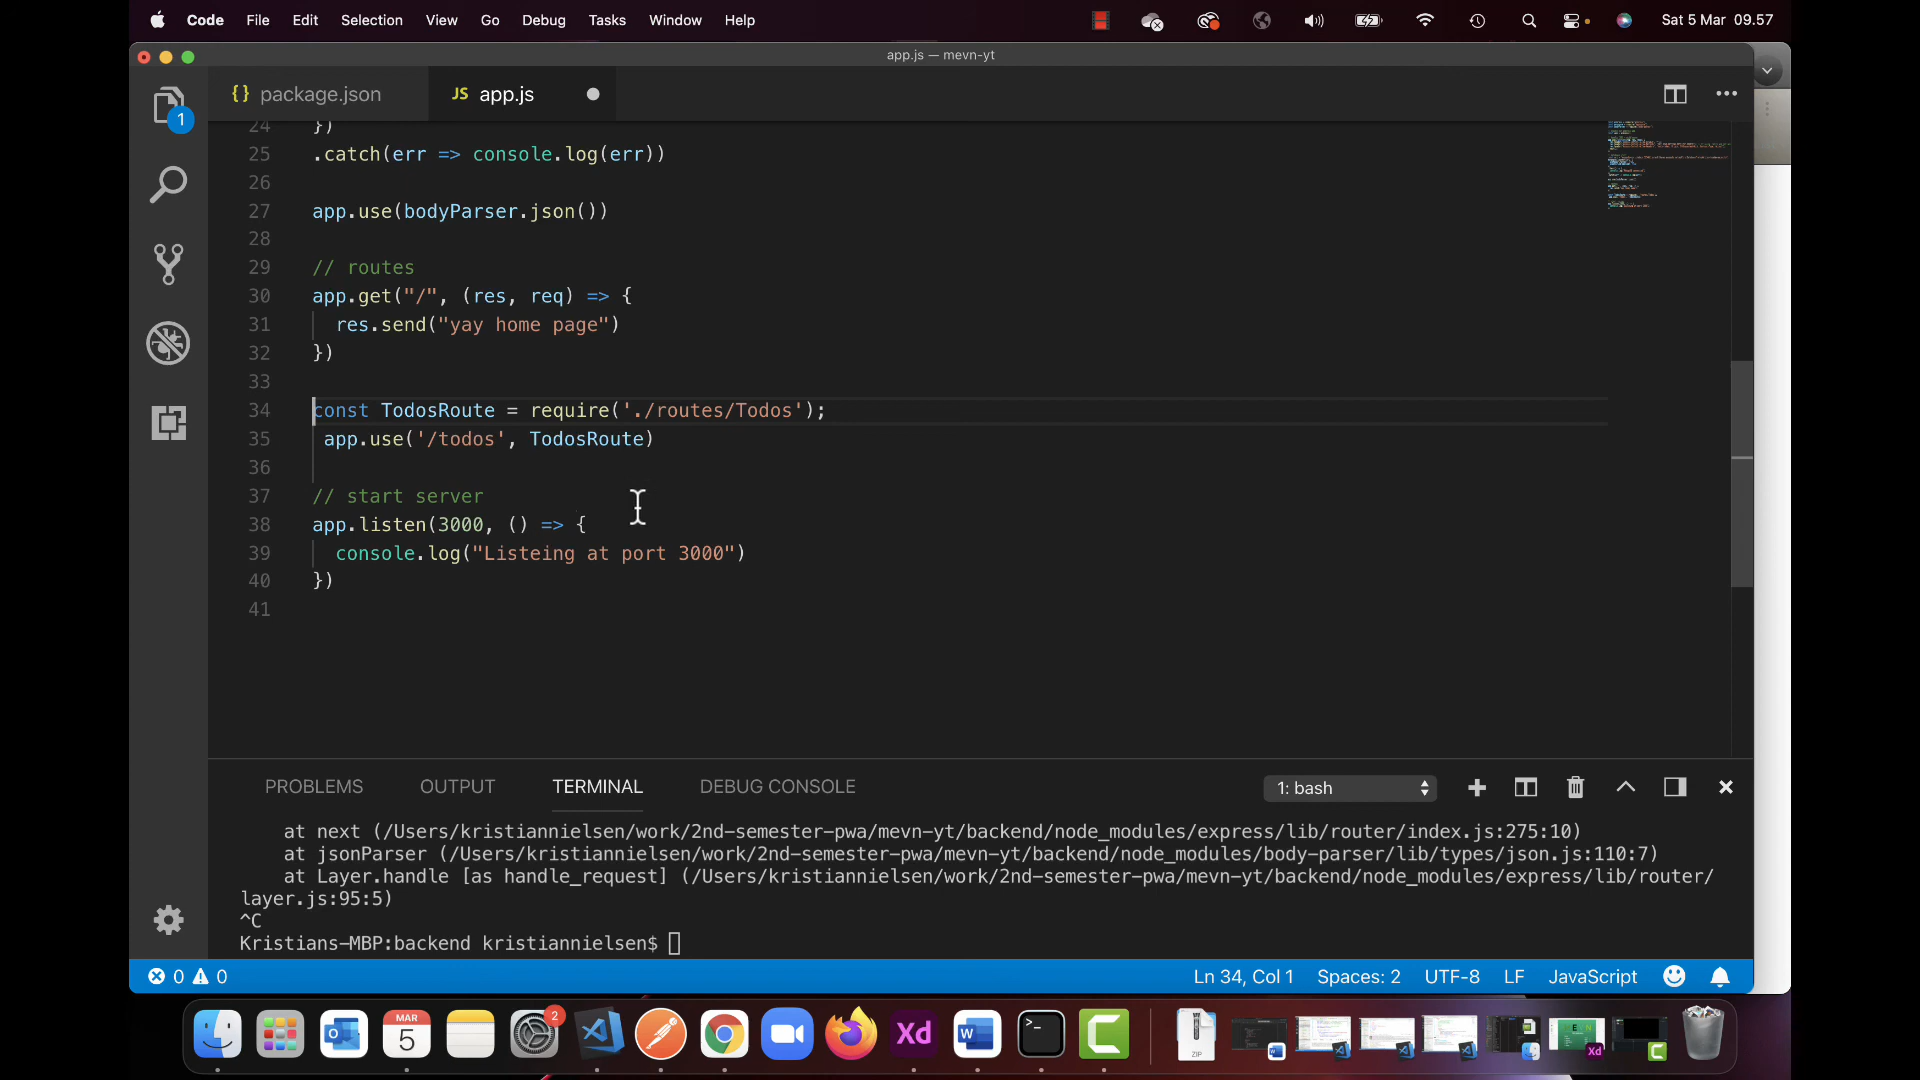 Code File Edit Selection View Go Debug Tasks Window Help Sat 5 Mar 09.57
app.js — mevn-yt
{} package.json JS app.js
1
24 })
25 .catch(err => console.log(err))
26
27 app.use(bodyParser.json())
28
29 // routes
30 app.get("/", (res, req) => {
31 res.send("yay home page")
32 })
33
34 const TodosRoute = require('./routes/Todos');
35 app.use('/todos', TodosRoute)
36
37 // start server
38 app.listen(3000, () => {
39 console.log("Listeing at port 3000")
40 })
41
PROBLEMS OUTPUT TERMINAL DEBUG CONSOLE 1: bash
at next (/Users/kristiannielsen/work/2nd-semester-pwa/mevn-yt/backend/node_modules/express/lib/router/index.js:275:10)
at jsonParser (/Users/kristiannielsen/work/2nd-semester-pwa/mevn-yt/backend/node_modules/body-parser/lib/types/json.js:110:7)
at Layer.handle [as handle_request] (/Users/kristiannielsen/work/2nd-semester-pwa/mevn-yt/backend/node_modules/express/lib/router/
layer.js:95:5)
^C
Kristians-MBP:backend kristiannielsen$
0 0 Ln 34, Col 1 Spaces: 2 UTF-8 LF JavaScript
MAR
5
2
Xd
ZIP
Xd